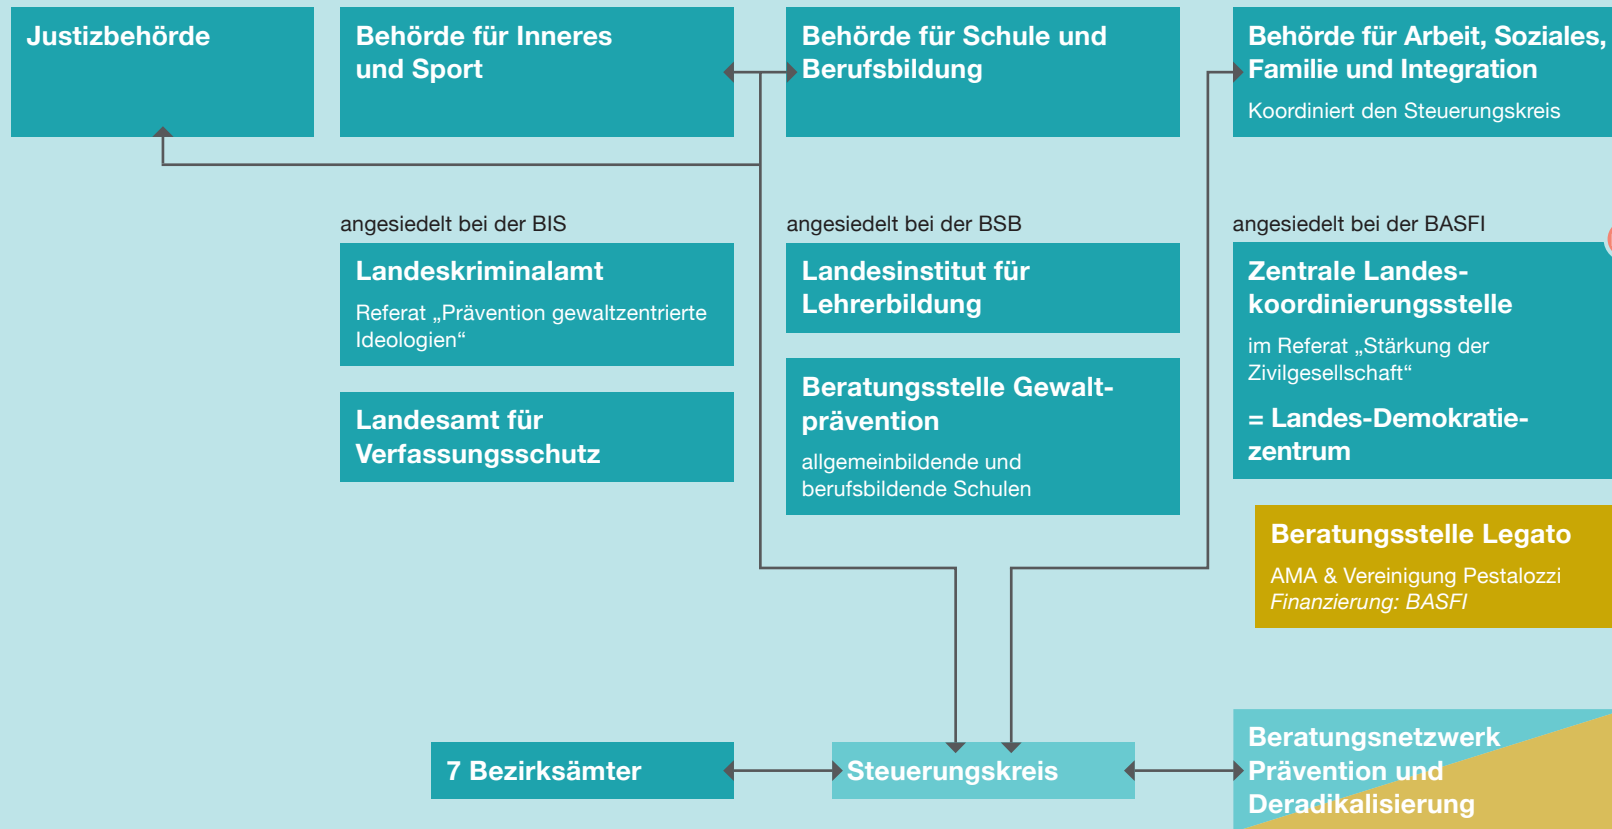 Justizbehörde
Behörde für Inneres
und Sport
Behörde für Schule und
Berufsbildung
Behörde für Arbeit, Soziales,
Familie und Integration
Koordiniert den Steuerungskreis
angesiedelt bei der BIS
Landeskriminalamt
Referat „Prävention gewaltzentrierte
Ideologien“
Landesamt für
Verfassungsschutz
angesiedelt bei der BSB
Landesinstitut für
Lehrerbildung
Beratungsstelle Gewalt-
prävention
allgemeinbildende und
berufsbildende Schulen
angesiedelt bei der BASFI
Zentrale Landes-
koordinierungsstelle
im Referat „Stärkung der
Zivilgesellschaft“
= Landes-Demokratie-
zentrum
Beratungsstelle Legato
AMA & Vereinigung Pestalozzi
Finanzierung: BASFI
7 Bezirksämter
Steuerungskreis
Beratungsnetzwerk
Prävention und
Deradikalisierung